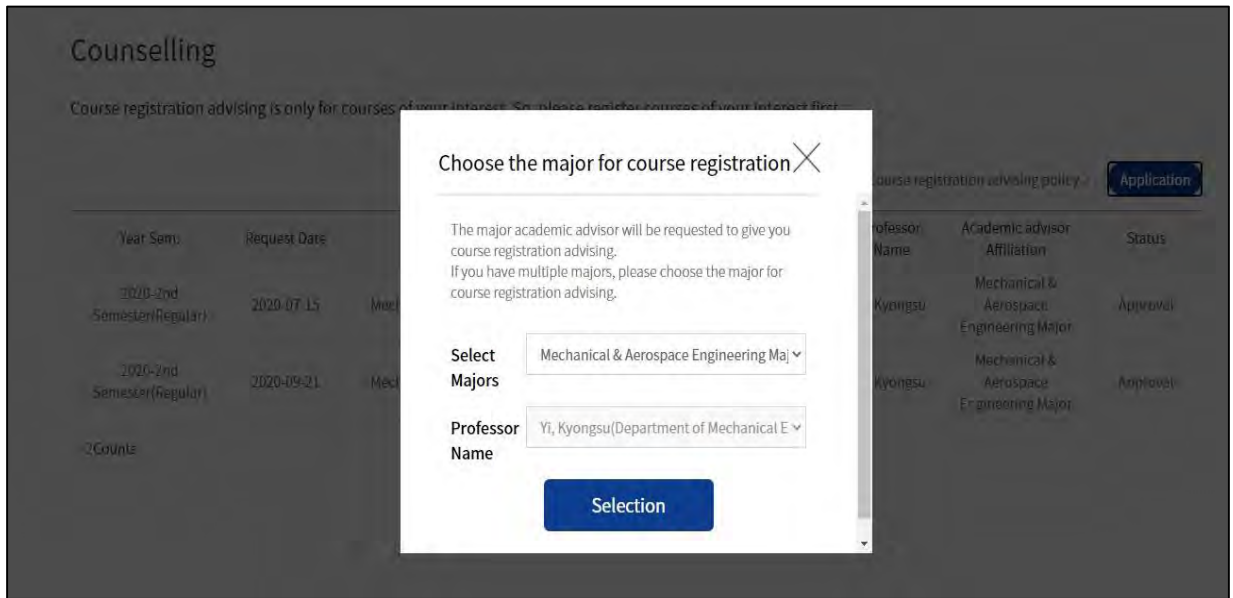 Counselling
Course registration advising is only for courses of your interest. So, please register courses of your interest first.
Choose the major for course registration
Course registration advising policy
Application
The major academic advisor will be requested to give you
course registration advising.
If you have multiple majors, please choose the major for
course registration advising.
Year Sem.
Request Date
Professor
Name
Academic advisor
Affiliation
Status
2020-2nd
Semester(Regular)
2020-07-15
Mech
Kyongsu
Mechanical &
Aerospace
Engineering Major
Approval
Select
Majors
Mechanical & Aerospace Engineering Maj
2020-2nd
Semester(Regular)
2020-09-21
Mech
Kyongsu
Mechanical &
Aerospace
Engineering Major
Approval
Professor
Name
Yi, Kyongsu(Department of Mechanical E
2Counts
Selection